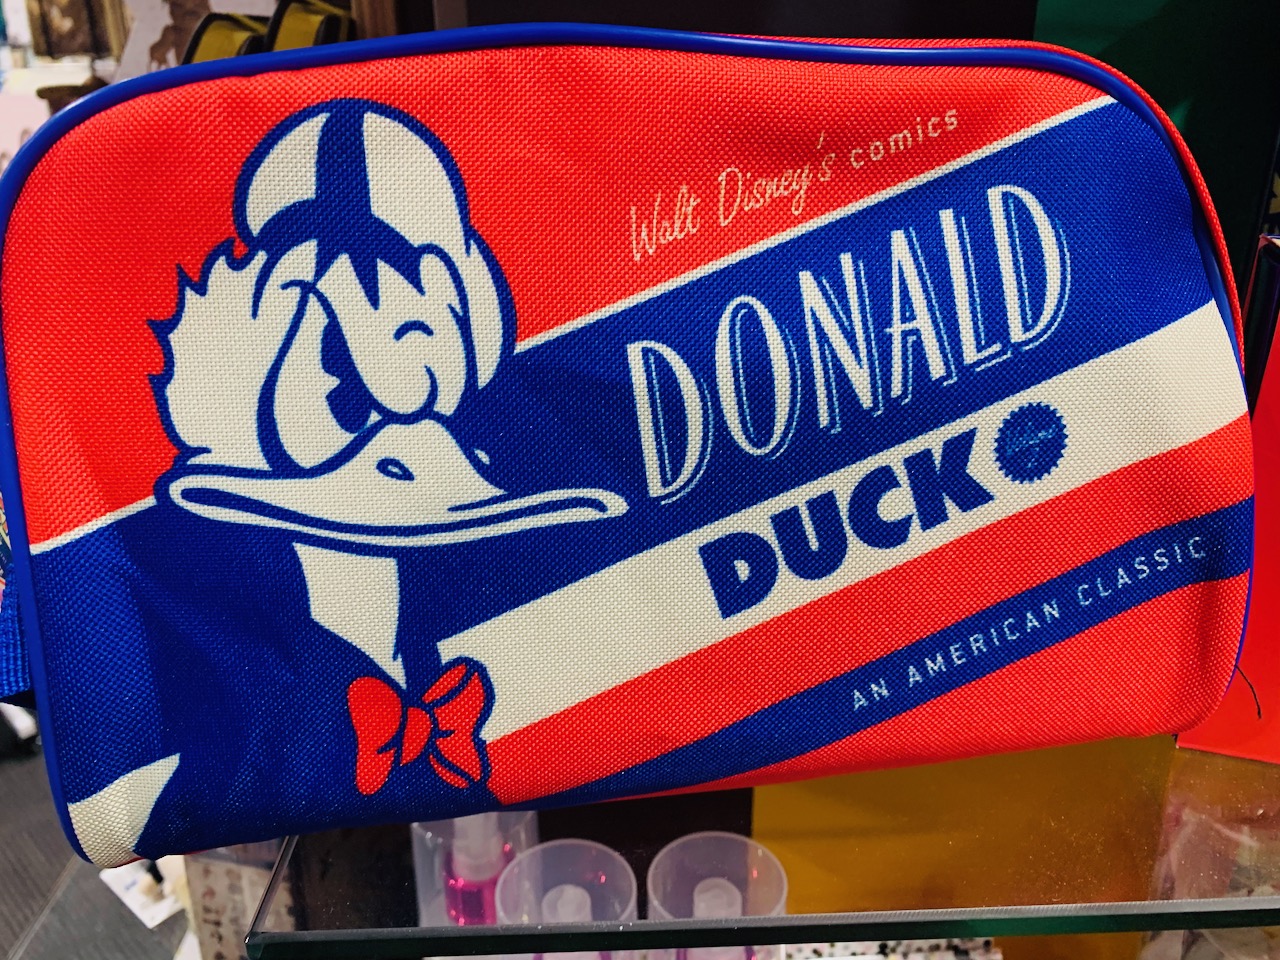 Walt Disney's comics
DONALD
DUCK
AN AMERICAN CLASSIC